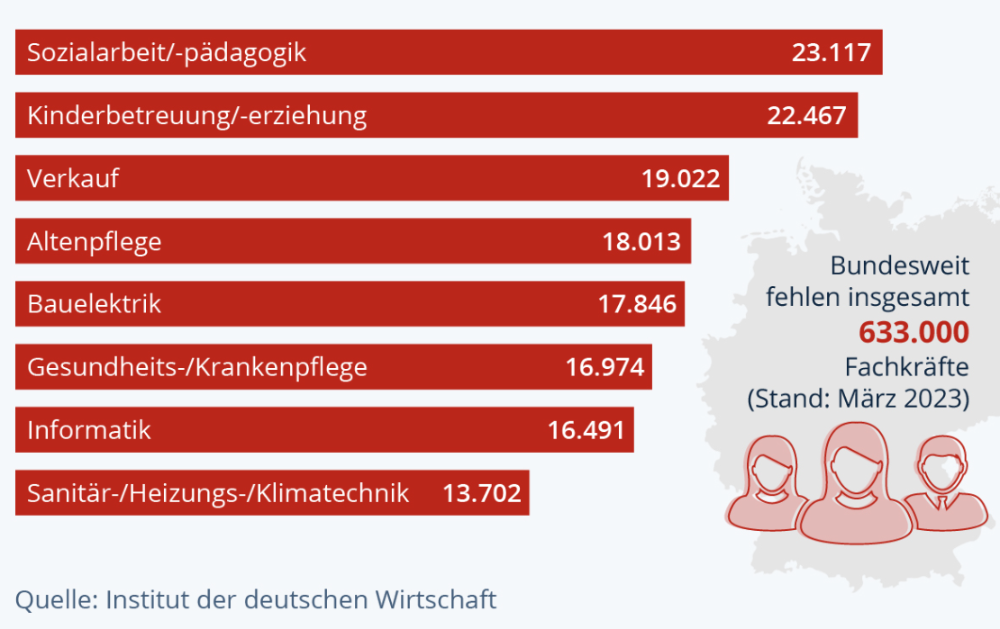 Sozialarbeit/-pädagogik 23.117
Kinderbetreuung/-erziehung 22.467
Verkauf 19.022
Altenpflege 18.013
Bauelektrik 17.846
Gesundheits-/Krankenpflege 16.974
Informatik 16.491
Sanitär-/Heizungs-/Klimatechnik 13.702
Bundesweit
fehlen insgesamt
633.000
Fachkräfte
(Stand: März 2023)
Quelle: Institut der deutschen Wirtschaft